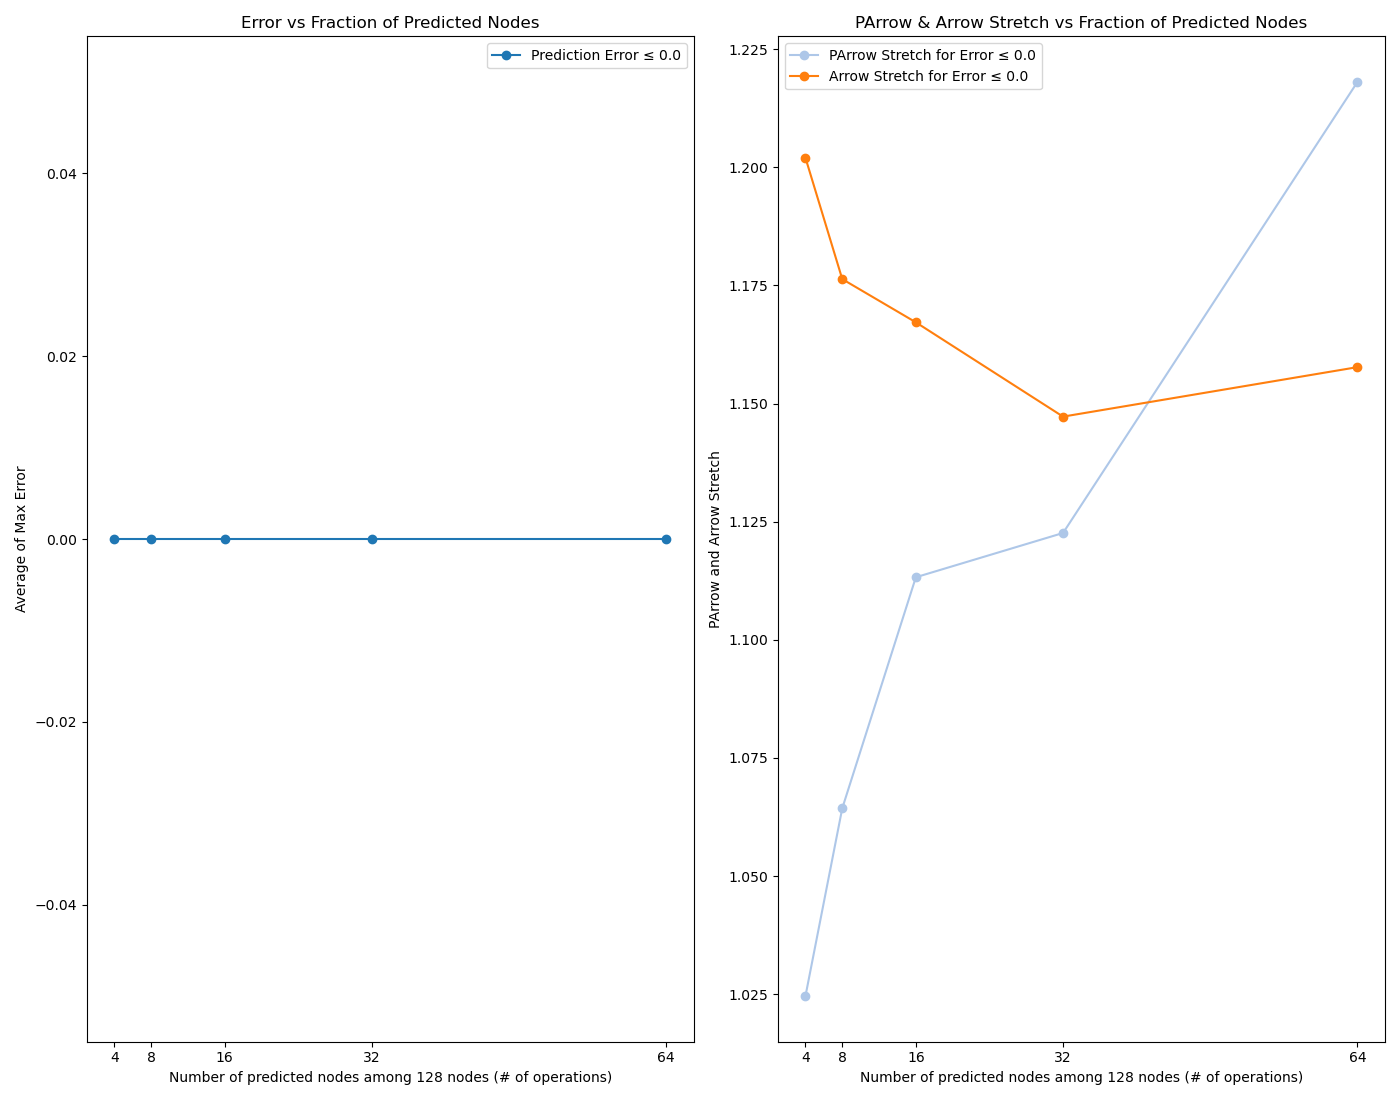 Error vs Fraction of Predicted Nodes
Prediction Error ≤ 0.0
0.04
0.02
0.00
−0.02
−0.04
Average of Max Error
4 8 16 32 64
Number of predicted nodes among 128 nodes (# of operations)
PArrow & Arrow Stretch vs Fraction of Predicted Nodes
PArrow Stretch for Error ≤ 0.0
Arrow Stretch for Error ≤ 0.0
1.225
1.200
1.175
1.150
1.125
1.100
1.075
1.050
1.025
PArrow and Arrow Stretch
4 8 16 32 64
Number of predicted nodes among 128 nodes (# of operations)